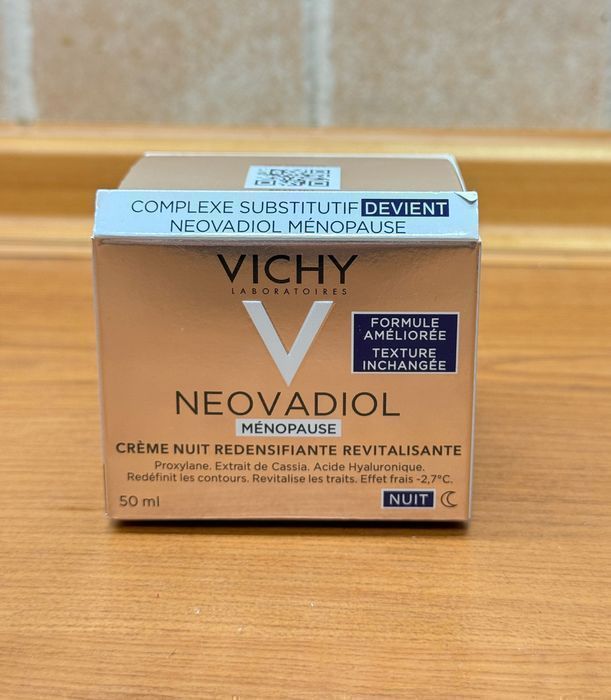 COMPLEXE SUBSTITUTIF DEVIENT
NEOVADIOL MÉNOPAUSE
VICHY
LABORATOIRES
V
FORMULE
AMÉLIORÉE
TEXTURE
INCHANGÉE
NEOVADIOL
MÉNOPAUSE
CRÈME NUIT REDENSIFIANTE REVITALISANTE
Proxylane. Extrait de Cassia. Acide Hyaluronique.
Redéfinit les contours. Revitalise les traits. Effet frais -2,7°C.
50 ml
NUIT